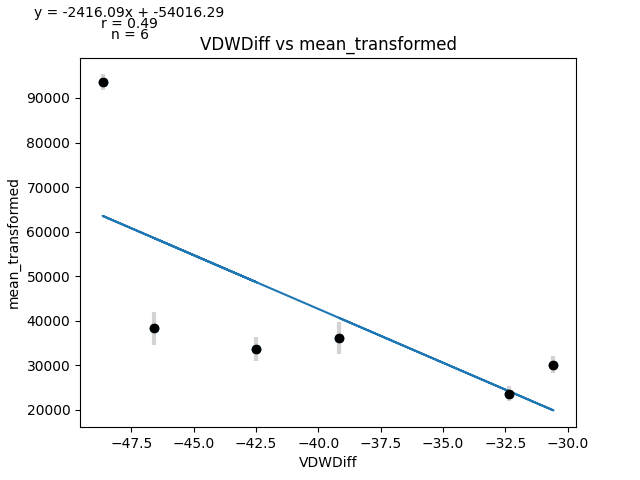 y = -2416.09x + -54016.29
r = 0.49
n = 6
VDWDiff vs mean_transformed
90000
80000
70000
60000
50000
40000
30000
20000
mean_transformed
−47.5 −45.0 −42.5 −40.0 −37.5 −35.0 −32.5 −30.0
VDWDiff